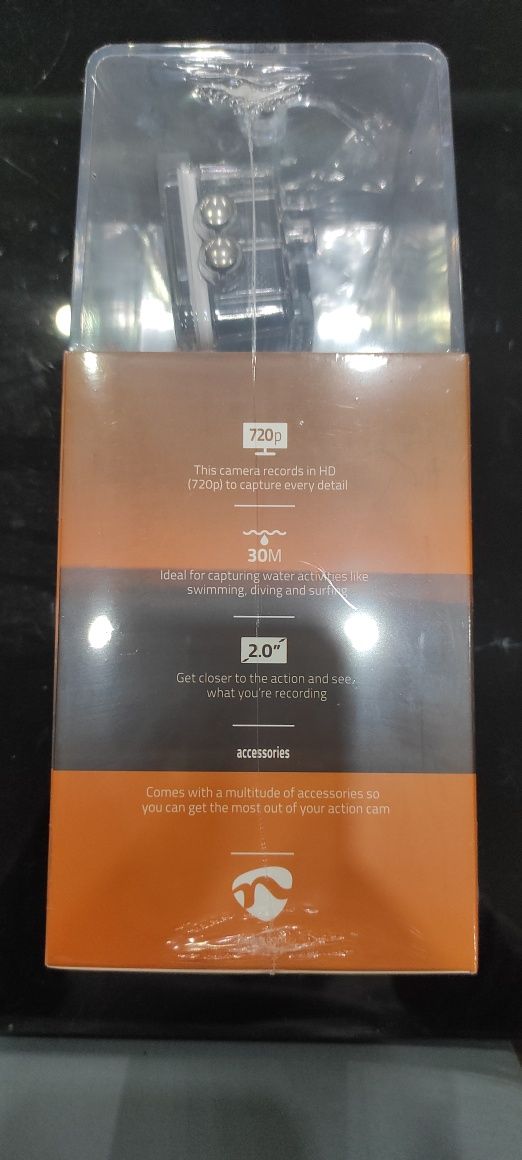 720p
This camera records in HD
(720p) to capture every detail
30M
Ideal for capturing water activities like
swimming, diving and surfing
2.0"
Get closer to the action and see,
what you're recording
accessories
Comes with a multitude of accessories so
you can get the most out of your action cam